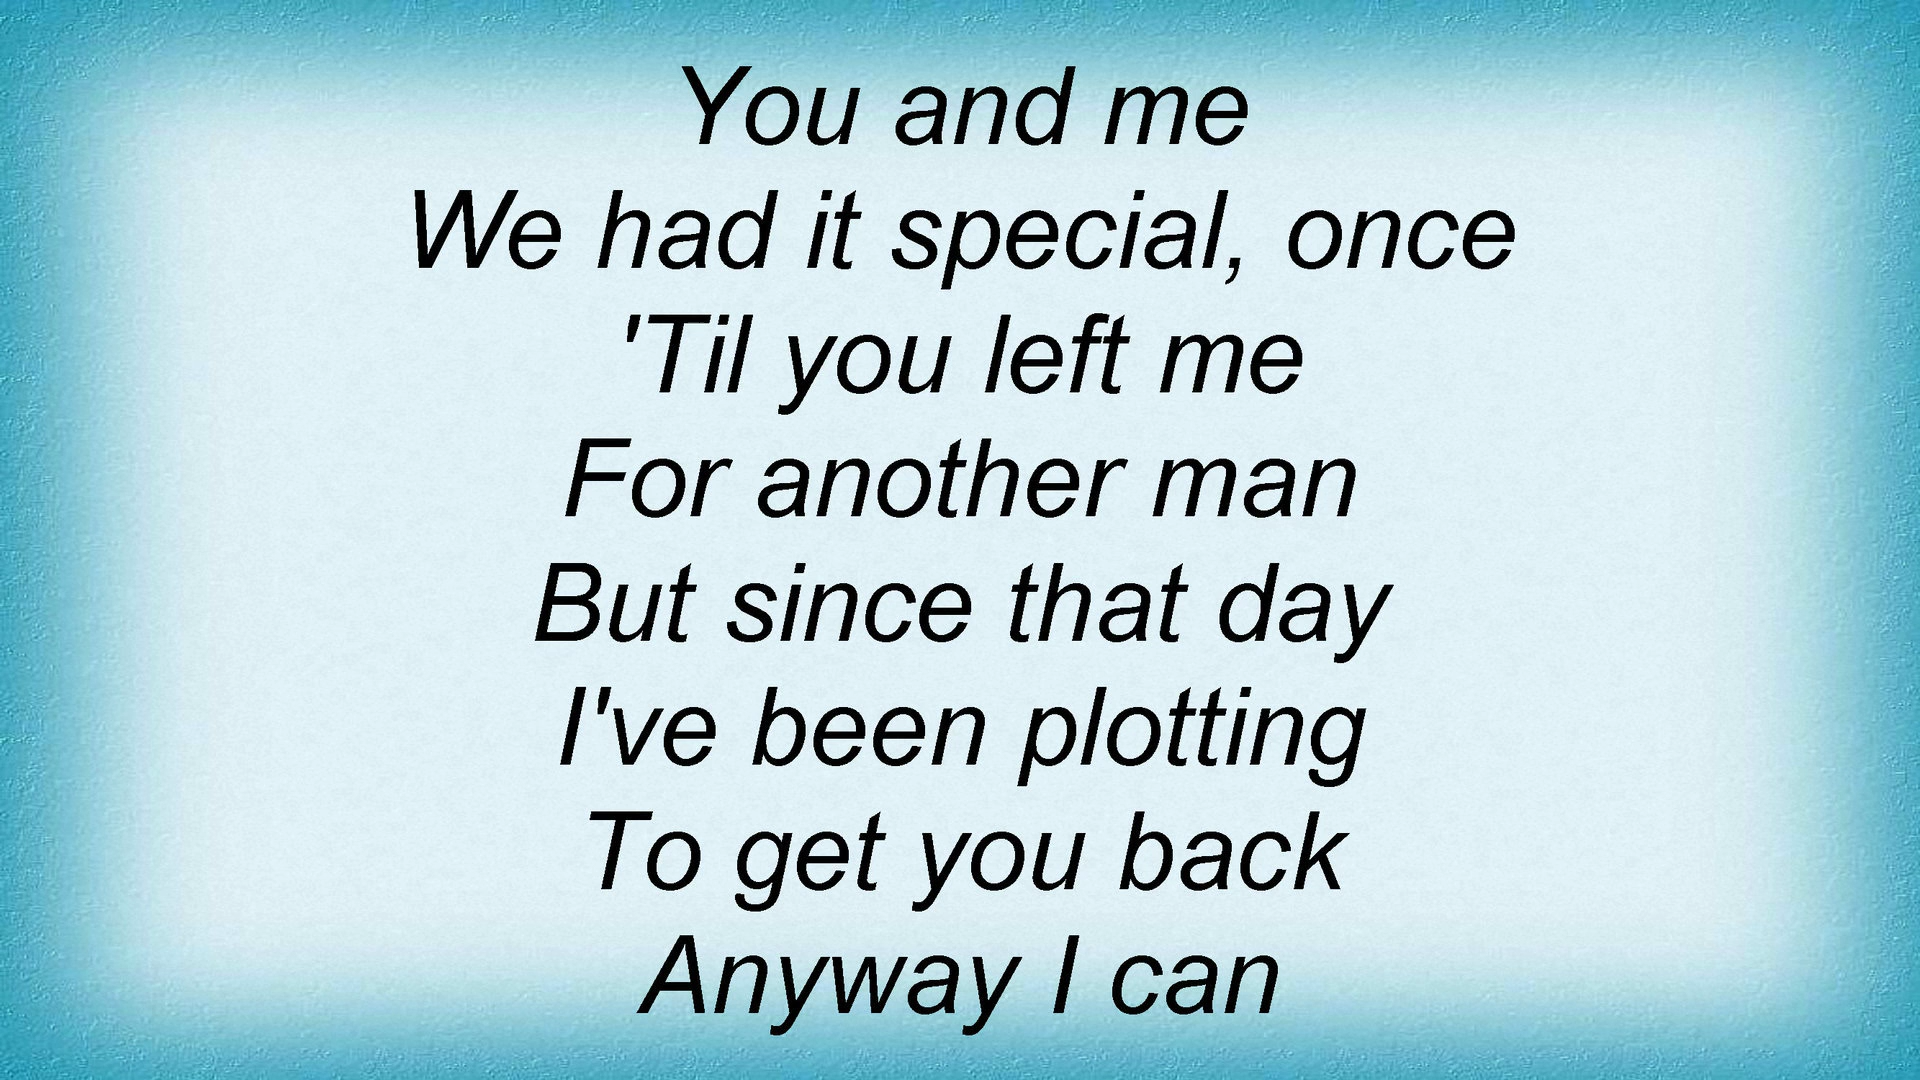 You and me
We had it special, once
'Til you left me
For another man
But since that day
I've been plotting
To get you back
Anyway I can